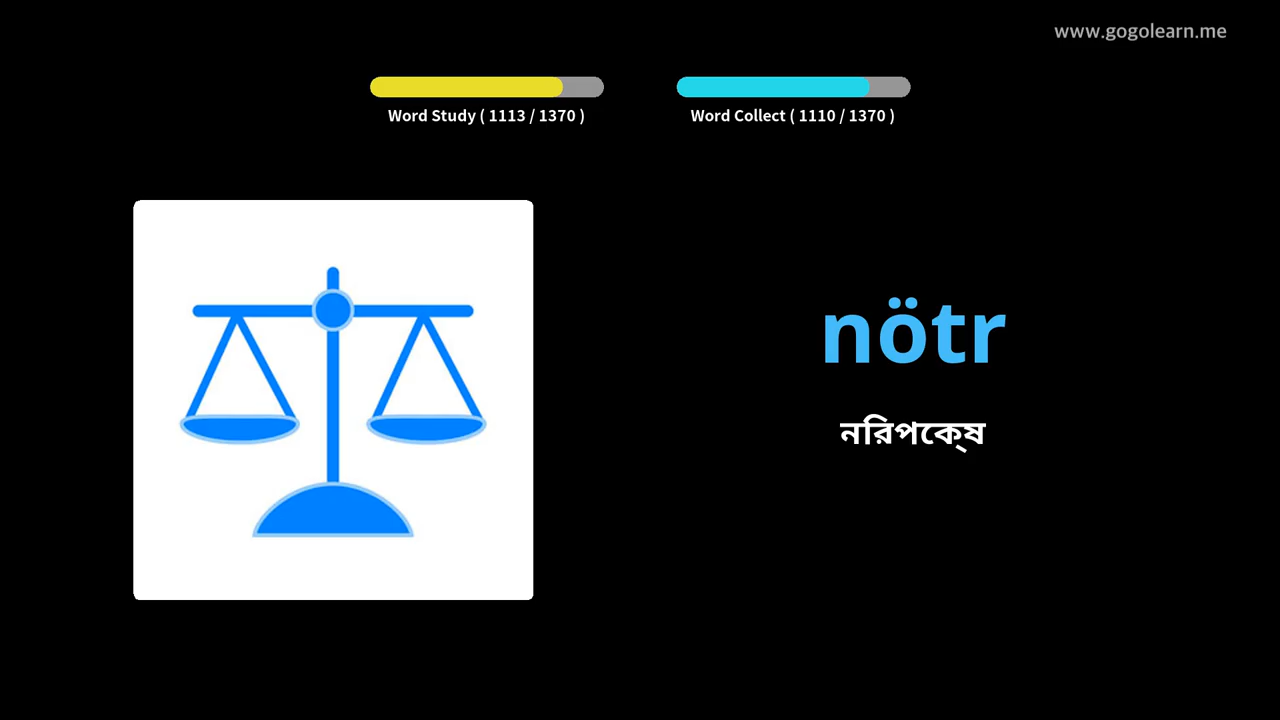 www.gogolearn.me
Word Study ( 1113 / 1370 )
Word Collect ( 1110 / 1370 )
nötr
নরিপকে্ষ